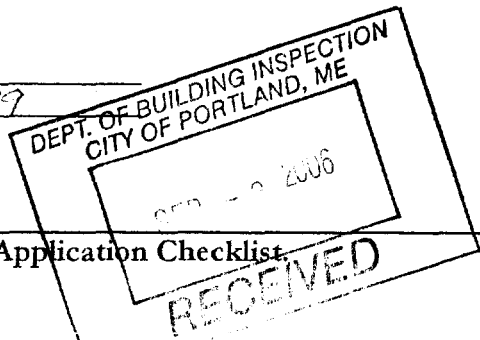 DEPT. OF BUILDING INSPECTION
CITY OF PORTLAND, ME
2006
Application Checklist.
RECEIVED